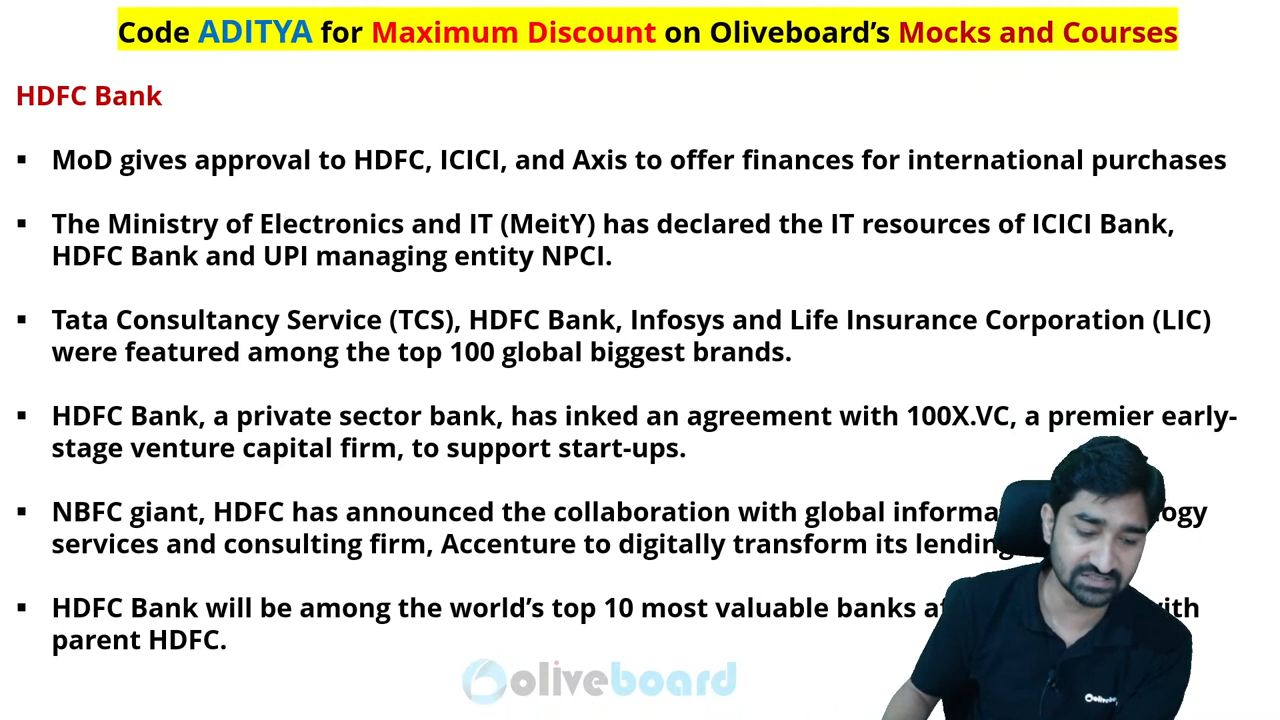 Code ADITYA for Maximum Discount on Oliveboard’s Mocks and Courses
HDFC Bank
▪ MoD gives approval to HDFC, ICICI, and Axis to offer finances for international purchases
▪ The Ministry of Electronics and IT (MeitY) has declared the IT resources of ICICI Bank,
HDFC Bank and UPI managing entity NPCI.
▪ Tata Consultancy Service (TCS), HDFC Bank, Infosys and Life Insurance Corporation (LIC)
were featured among the top 100 global biggest brands.
▪ HDFC Bank, a private sector bank, has inked an agreement with 100X.VC, a premier early-
stage venture capital firm, to support start-ups.
▪ NBFC giant, HDFC has announced the collaboration with global
services and consulting firm, Accenture to digitally transform its lending
▪ HDFC Bank will be among the world’s top 10 most valuable banks
parent HDFC.
oliveboard